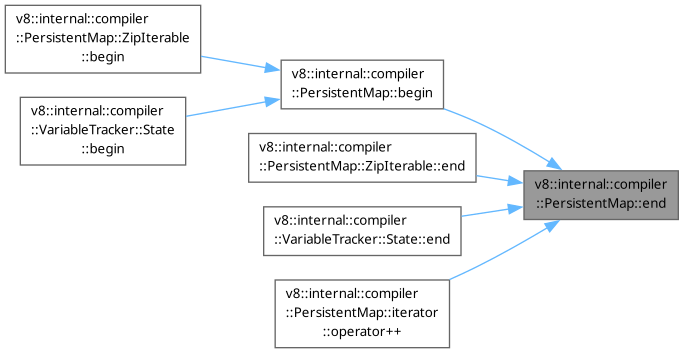 v8::internal::compiler
::PersistentMap::ZipIterable
::begin
v8::internal::compiler
::VariableTracker::State
::begin
v8::internal::compiler
::PersistentMap::begin
v8::internal::compiler
::PersistentMap::ZipIterable::end
v8::internal::compiler
::VariableTracker::State::end
v8::internal::compiler
::PersistentMap::iterator
::operator++
v8::internal::compiler
::PersistentMap::end